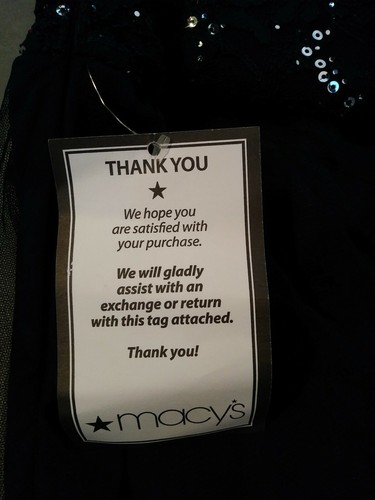 THANK YOU
We hope you
are satisfied with
your purchase.
We will gladly
assist with an
exchange or return
with this tag attached.
Thank you!
macy's